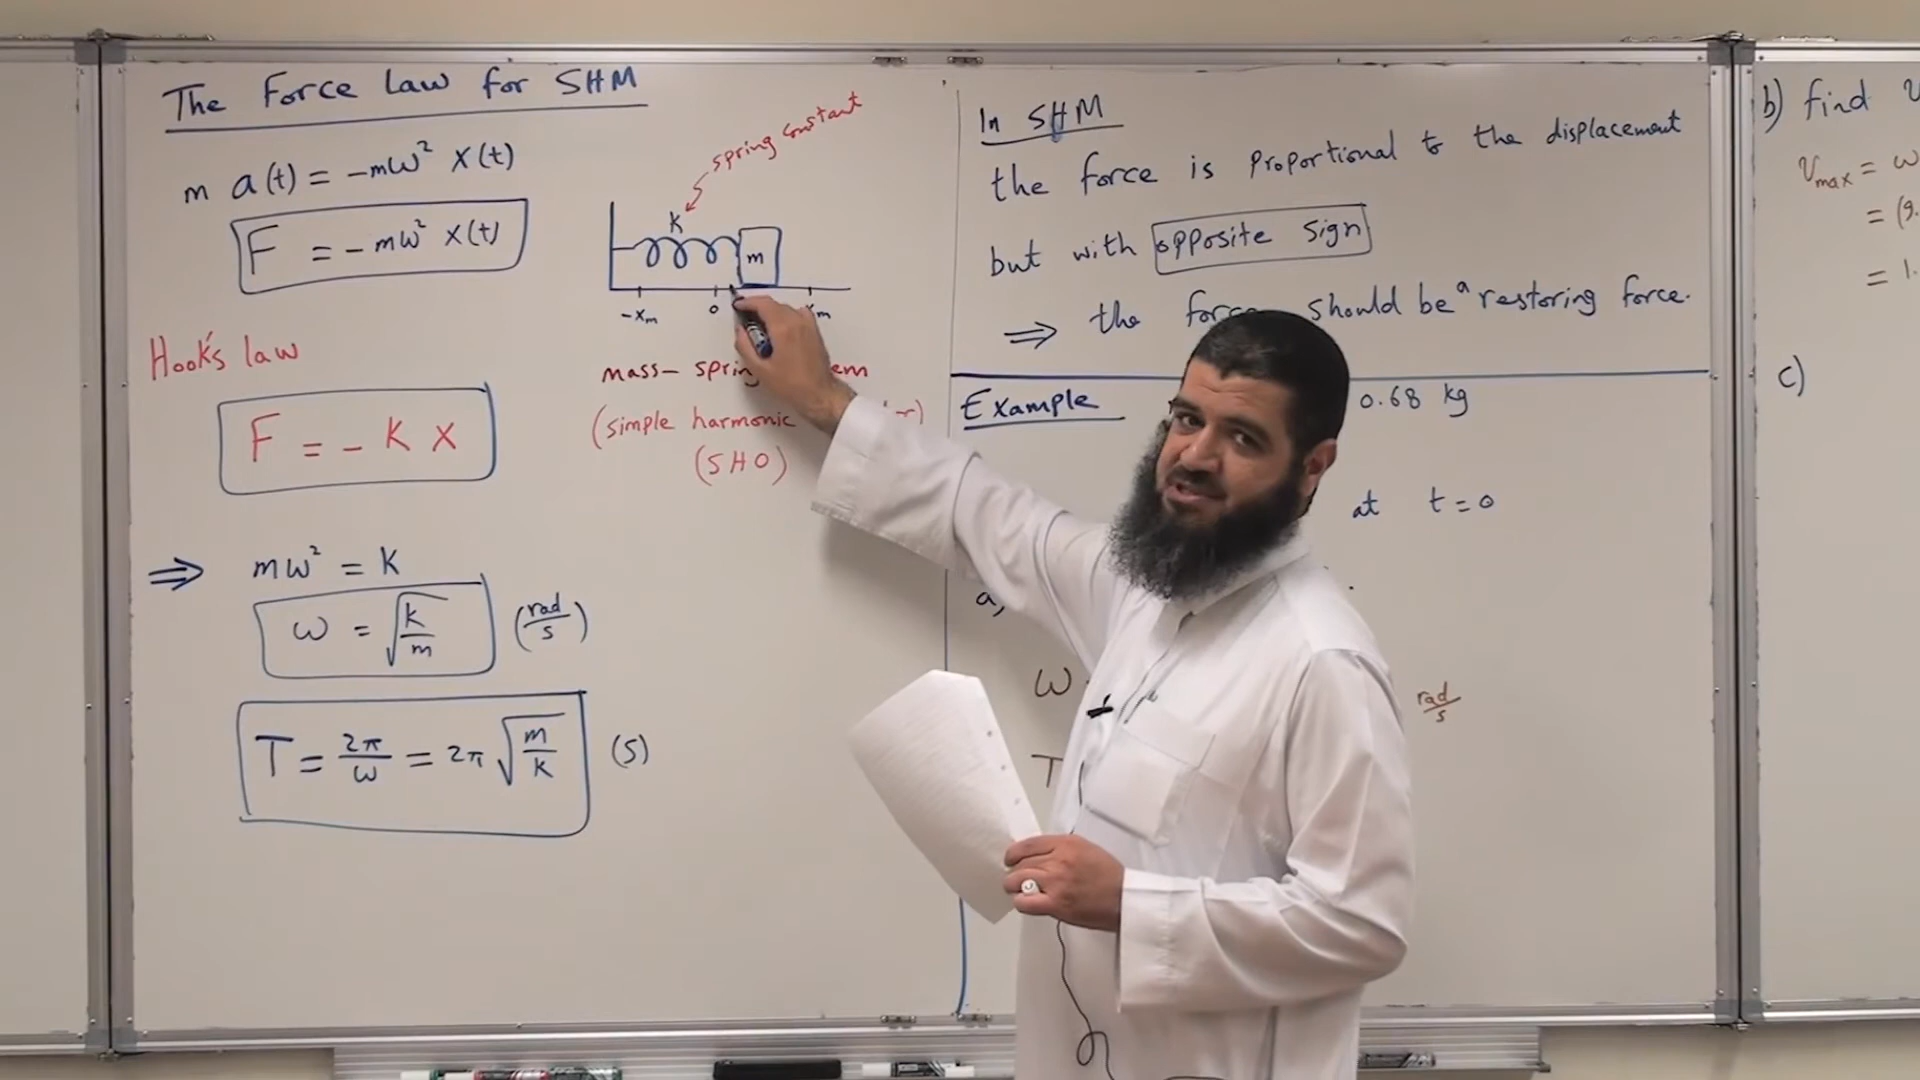 The Force Law for SHM
m a(t) = -mω² x(t)
F = -mω² x(t)
Hook's law
F = - K x
⇒ mω² = K
ω = √(k/m) (rad/s)
T = 2π/ω = 2π √(m/k) (s)
spring constant
K
m
-xₘ 0 xₘ
mass- spring
(simple harmonic
(SHO)
In SHM
the force is proportional to the displacement
but with opposite sign
⇒ the force should be a restoring force.
Example 0.68 kg
at t = 0
a)
ω rad/s
T
b) find
Vmax = ω
= (9.
= 1.
c)